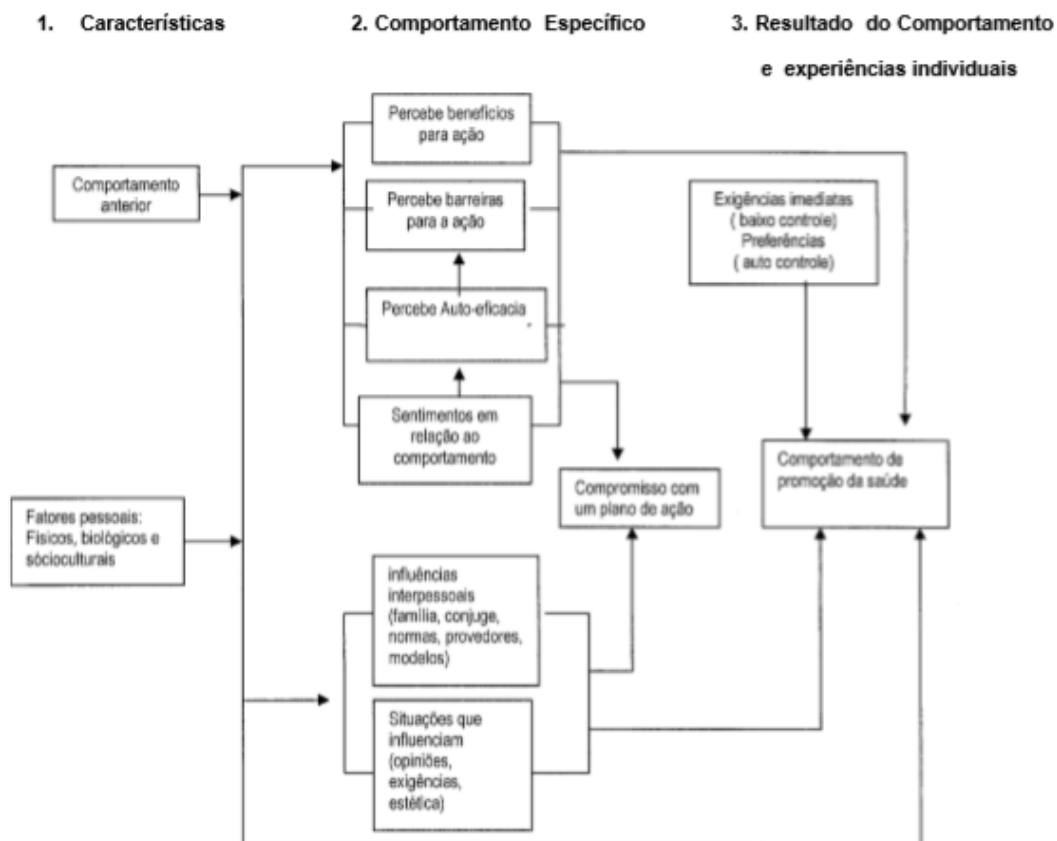 1. Características
2. Comportamento Específico
3. Resultado do Comportamento
e experiências individuais
Percebe benefícios
para ação
Comportamento
anterior
Percebe barreiras
para a ação
Exigências imediatas
( baixo controle)
Preferências
( auto controle)
Percebe Auto-eficacia
Sentimentos em
relação ao
comportamento
Compromisso com
um plano de ação
Comportamento de
promoção da saúde
Fatores pessoais:
Físicos, biológicos e
sócioculturais
influências
interpessoais
(família, conjuge,
normas, provedores,
modelos)
Situações que
influenciam
(opiniões,
exigências,
estética)